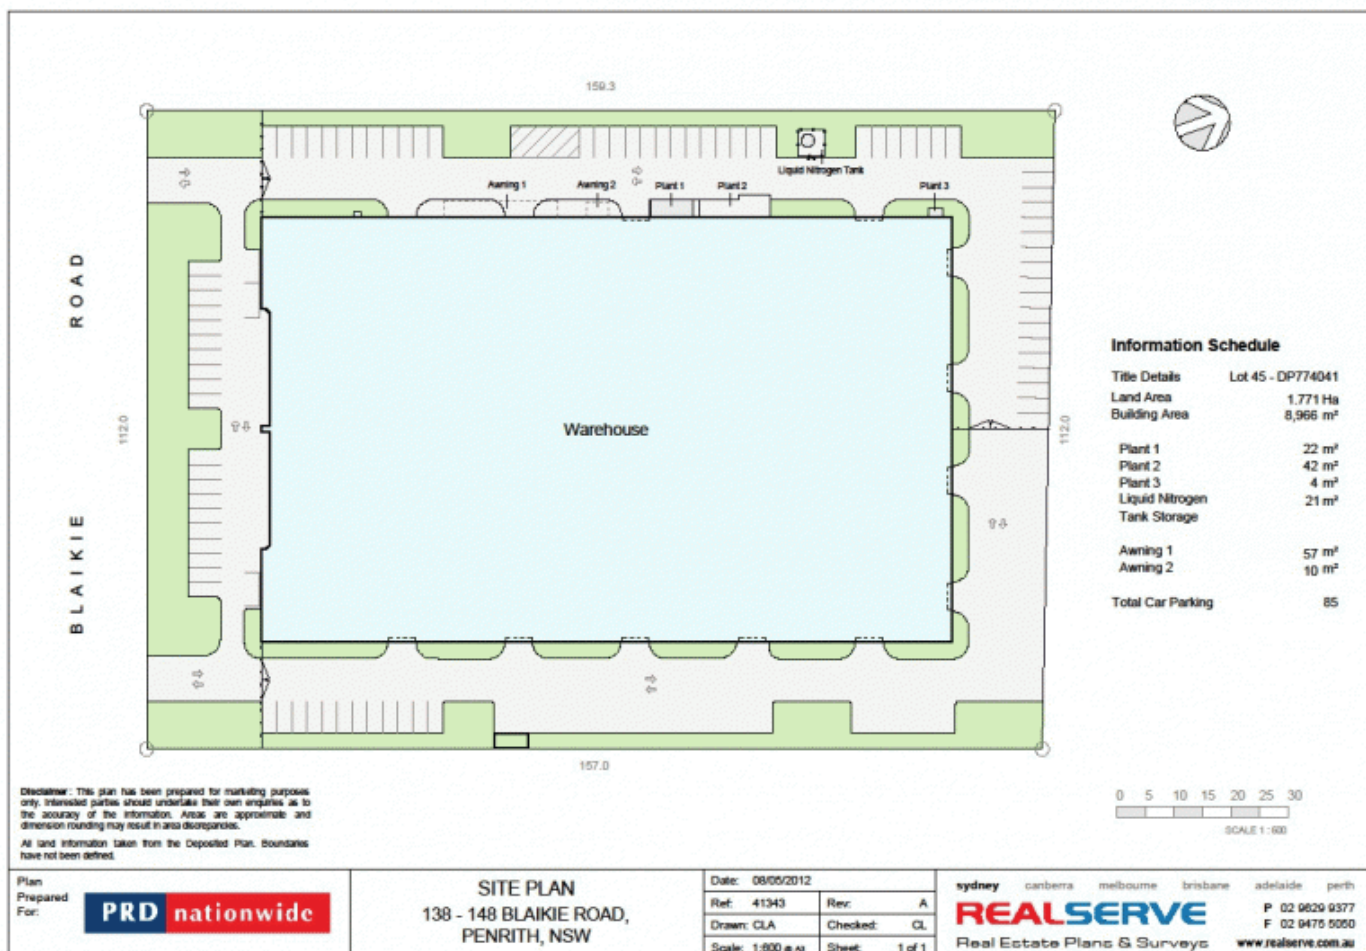 159.3
Liquid Nitrogen Tank
Awning 1 Awning 2 Plant 1 Plant 2 Plant 3
BLAIKIE ROAD
112.0
Warehouse
112.0
157.0
Information Schedule
Title Details Lot 45 - DP774041
Land Area 1.771 Ha
Building Area 8,966 m²
Plant 1 22 m²
Plant 2 42 m²
Plant 3 4 m²
Liquid Nitrogen 21 m²
Tank Storage
Awning 1 57 m²
Awning 2 10 m²
Total Car Parking 85
0 5 10 15 20 25 30
SCALE 1 : 600
Disclaimer : This plan has been prepared for marketing purposes
only. Interested parties should undertake their own enquiries as to
the accuracy of the information. Areas are approximate and
dimension rounding may result in area discrepancies.
All land information taken from the Deposited Plan. Boundaries
have not been defined.
Plan
Prepared
For:
PRD nationwide
SITE PLAN
138 - 148 BLAIKIE ROAD,
PENRITH, NSW
Date: 08/05/2012
Ref: 41343 Rev: A
Drawn: CLA Checked: CL
Scale: 1:600 @ A4 Sheet: 1 of 1
sydney canberra melbourne brisbane adelaide perth
REALSERVE
Real Estate Plans & Surveys
P 02 9629 9377
F 02 9475 5050
www.realserve.com.au